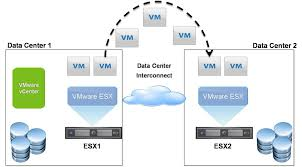 VM
VM VM
Data Center 1
Data Center 2
VM VM
Data Center
Interconnect
VM VM
VMware
vCenter
VMware ESX
VMware ESX
ESX1
ESX2